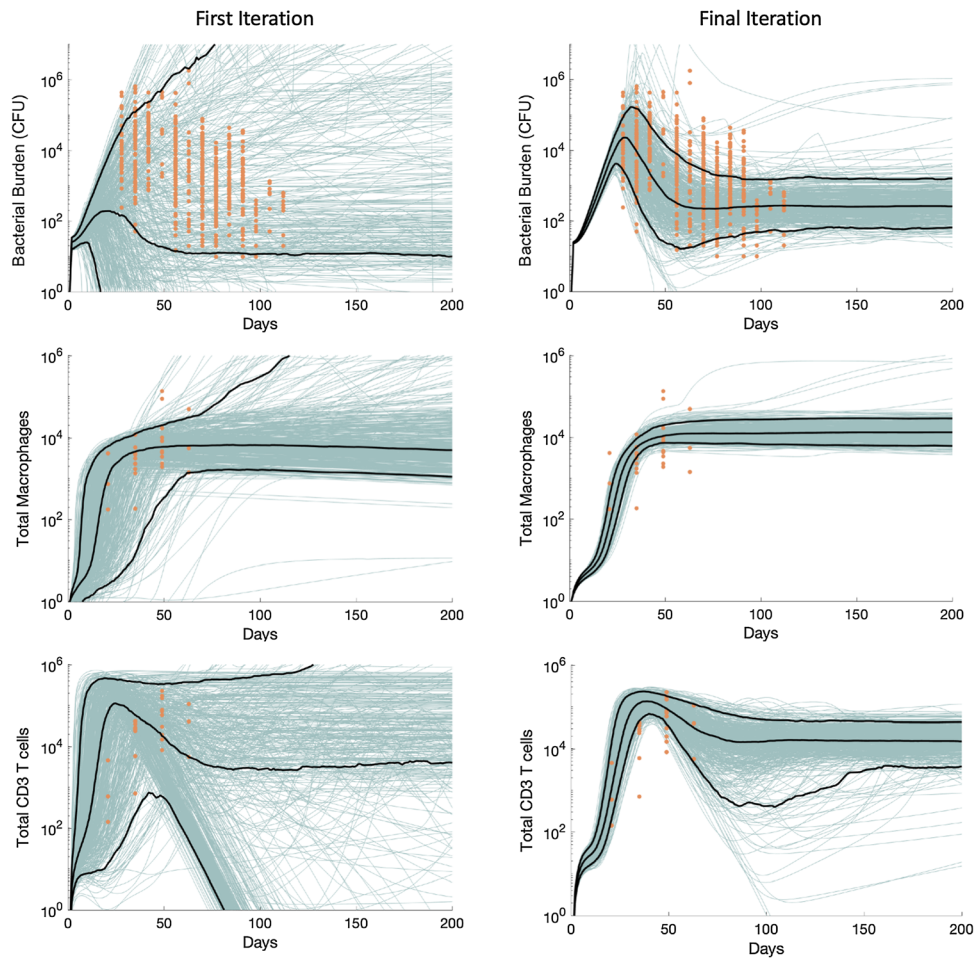 First Iteration
Final Iteration
Bacterial Burden (CFU)
10^6
10^4
10^2
10^0
0 50 100 150 200
Days
Bacterial Burden (CFU)
10^6
10^4
10^2
10^0
0 50 100 150 200
Days
Total Macrophages
10^6
10^4
10^2
10^0
0 50 100 150 200
Days
Total Macrophages
10^6
10^4
10^2
10^0
0 50 100 150 200
Days
Total CD3 T cells
10^6
10^4
10^2
10^0
0 50 100 150 200
Days
Total CD3 T cells
10^6
10^4
10^2
10^0
0 50 100 150 200
Days